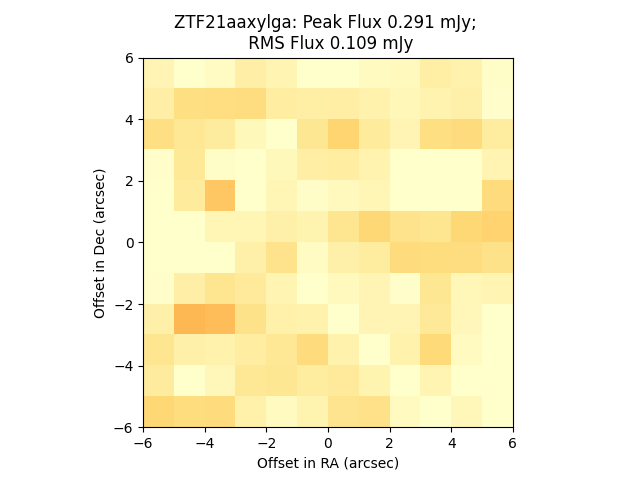 ZTF21aaxylga: Peak Flux 0.291 mJy;
RMS Flux 0.109 mJy
6
4
2
0
−2
−4
−6
Offset in Dec (arcsec)
−6 −4 −2 0 2 4 6
Offset in RA (arcsec)